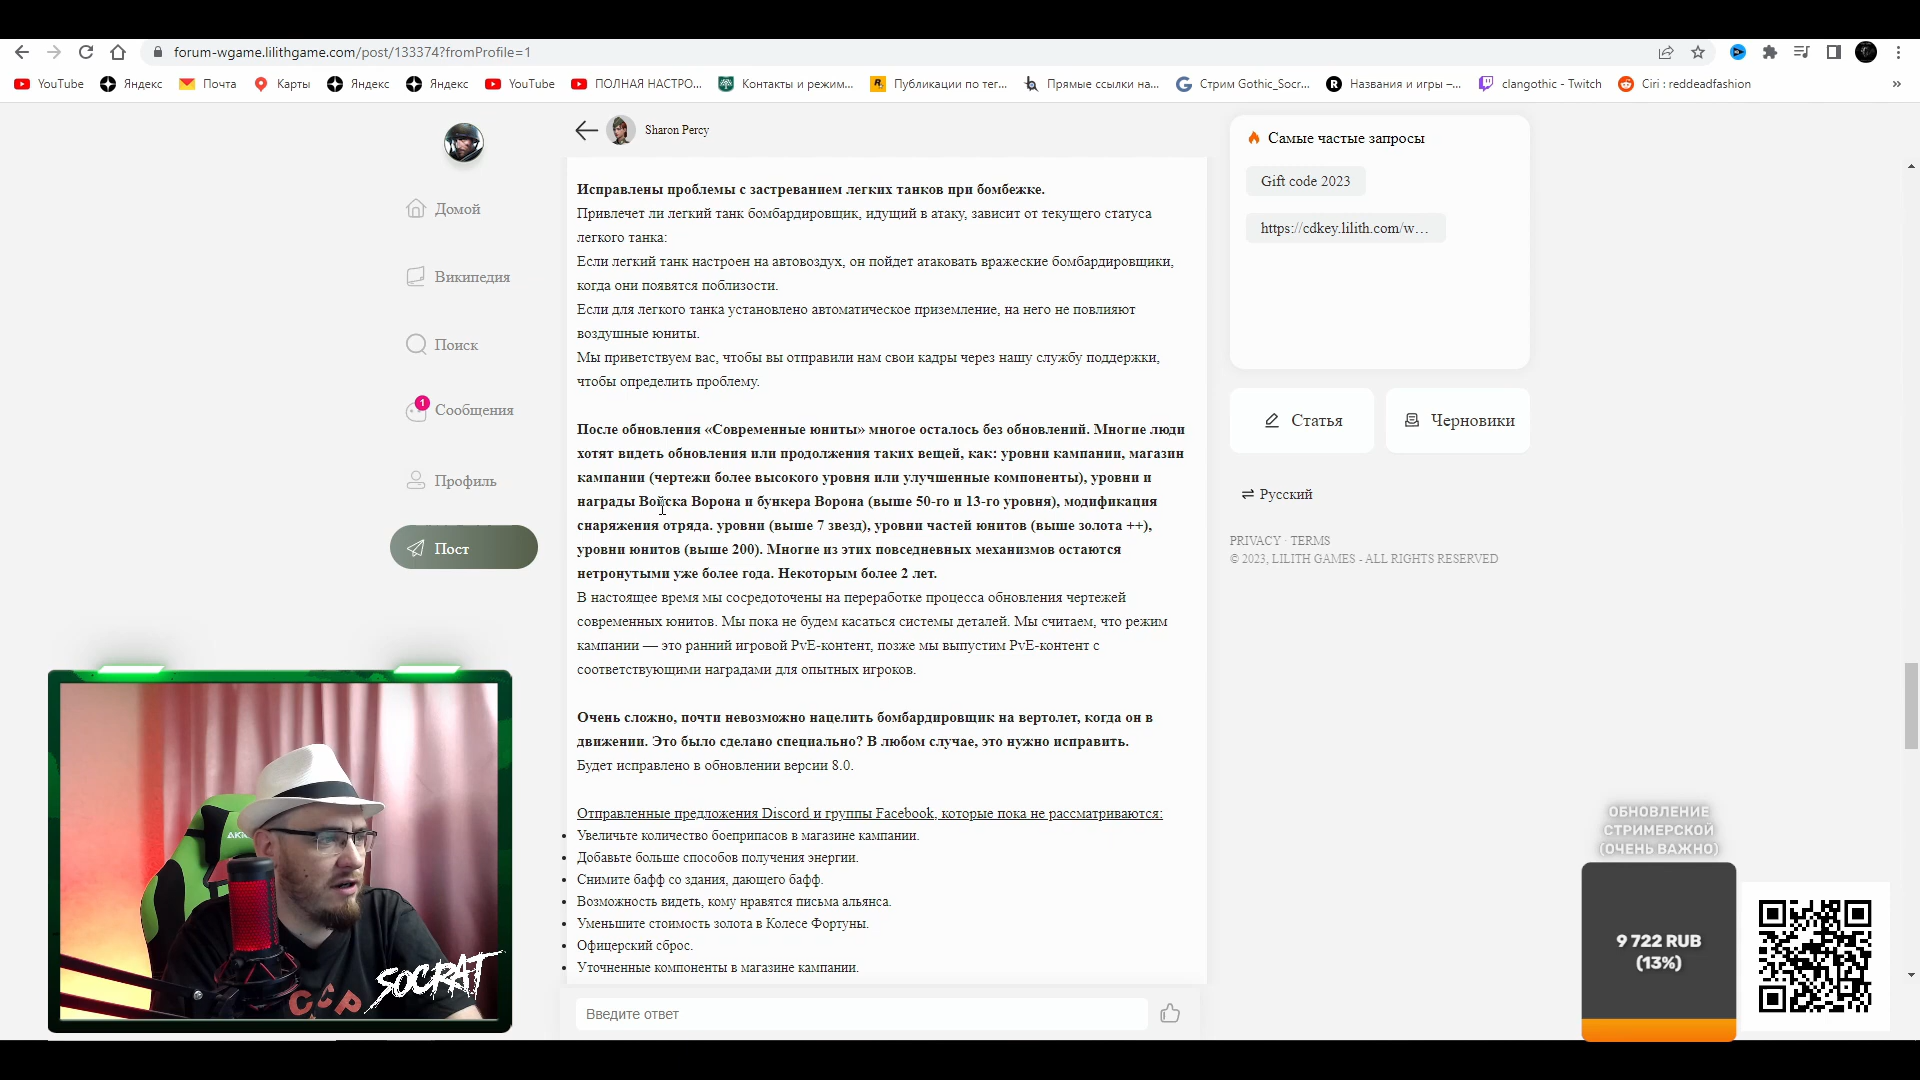 forum-wgame.lilithgame.com/post/133374?fromProfile=1
YouTube
Яндекс
Почта
Карты
Яндекс
Яндекс
YouTube
ПОЛНАЯ НАСТРО...
Контакты и режим...
Публикации по тег...
Прямые ссылки на...
Стрим Gothic_Socr...
Названия и игры –...
clangothic - Twitch
Ciri : reddeadfashion
Sharon Percy
Домой
Википедия
Поиск
1
Сообщения
Профиль
Пост
Исправлены проблемы с застреванием легких танков при бомбежке.
Привлечет ли легкий танк бомбардировщик, идущий в атаку, зависит от текущего статуса
легкого танка:
Если легкий танк настроен на автовоздух, он пойдет атаковать вражеские бомбардировщики,
когда они появятся поблизости.
Если для легкого танка установлено автоматическое приземление, на него не повлияют
воздушные юниты.
Мы приветствуем вас, чтобы вы отправили нам свои кадры через нашу службу поддержки,
чтобы определить проблему.
После обновления «Современные юниты» многое осталось без обновлений. Многие люди
хотят видеть обновления или продолжения таких вещей, как: уровни кампании, магазин
кампании (чертежи более высокого уровня или улучшенные компоненты), уровни и
награды Войска Ворона и бункера Ворона (выше 50-го и 13-го уровня), модификация
снаряжения отряда. уровни (выше 7 звезд), уровни частей юнитов (выше золота ++),
уровни юнитов (выше 200). Многие из этих повседневных механизмов остаются
нетронутыми уже более года. Некоторым более 2 лет.
В настоящее время мы сосредоточены на переработке процесса обновления чертежей
современных юнитов. Мы пока не будем касаться системы деталей. Мы считаем, что режим
кампании — это ранний игровой PvE-контент, позже мы выпустим PvE-контент с
соответствующими наградами для опытных игроков.
Очень сложно, почти невозможно нацелить бомбардировщик на вертолет, когда он в
движении. Это было сделано специально? В любом случае, это нужно исправить.
Будет исправлено в обновлении версии 8.0.
Отправленные предложения Discord и группы Facebook, которые пока не рассматриваются:
Увеличьте количество боеприпасов в магазине кампании.
Добавьте больше способов получения энергии.
Снимите бафф со здания, дающего бафф.
Возможность видеть, кому нравятся письма альянса.
Уменьшите стоимость золота в Колесе Фортуны.
Офицерский сброс.
Уточненные компоненты в магазине кампании.
Введите ответ
Самые частые запросы
Gift code 2023
https://cdkey.lilith.com/w...
Статья
Черновики
⇌ Русский
PRIVACY · TERMS
© 2023, LILITH GAMES - ALL RIGHTS RESERVED
SOCRAT
ОБНОВЛЕНИЕ
СТРИМЕРСКОЙ
(ОЧЕНЬ ВАЖНО)
9 722 RUB
(13%)